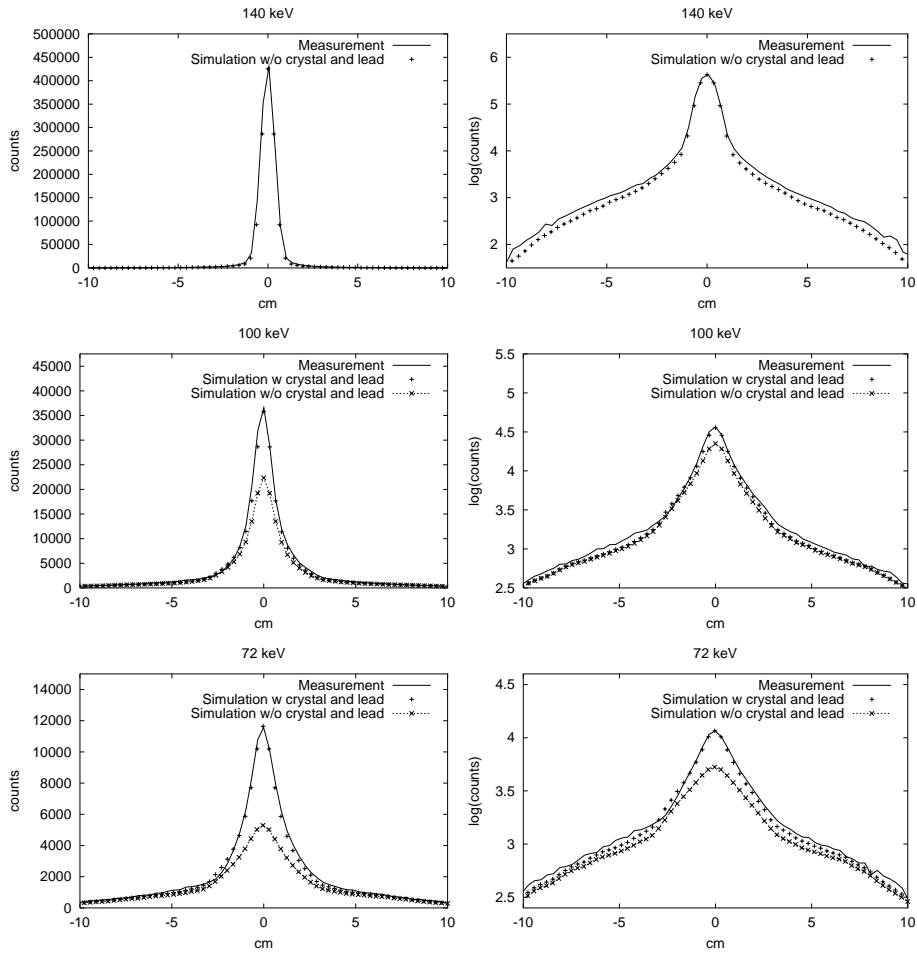 140 keV
500000
450000
400000
350000
300000
250000
200000
150000
100000
50000
0
counts
Measurement
Simulation w/o crystal and lead
-10 -5 0 5 10
cm
140 keV
6
5
4
3
2
log(counts)
Measurement
Simulation w/o crystal and lead
-10 -5 0 5 10
cm
100 keV
45000
40000
35000
30000
25000
20000
15000
10000
5000
0
counts
Measurement
Simulation w crystal and lead
Simulation w/o crystal and lead
-10 -5 0 5 10
cm
100 keV
5.5
5
4.5
4
3.5
3
2.5
log(counts)
Measurement
Simulation w crystal and lead
Simulation w/o crystal and lead
-10 -5 0 5 10
cm
72 keV
14000
12000
10000
8000
6000
4000
2000
0
counts
Measurement
Simulation w crystal and lead
Simulation w/o crystal and lead
-10 -5 0 5 10
cm
72 keV
4.5
4
3.5
3
2.5
log(counts)
Measurement
Simulation w crystal and lead
Simulation w/o crystal and lead
-10 -5 0 5 10
cm